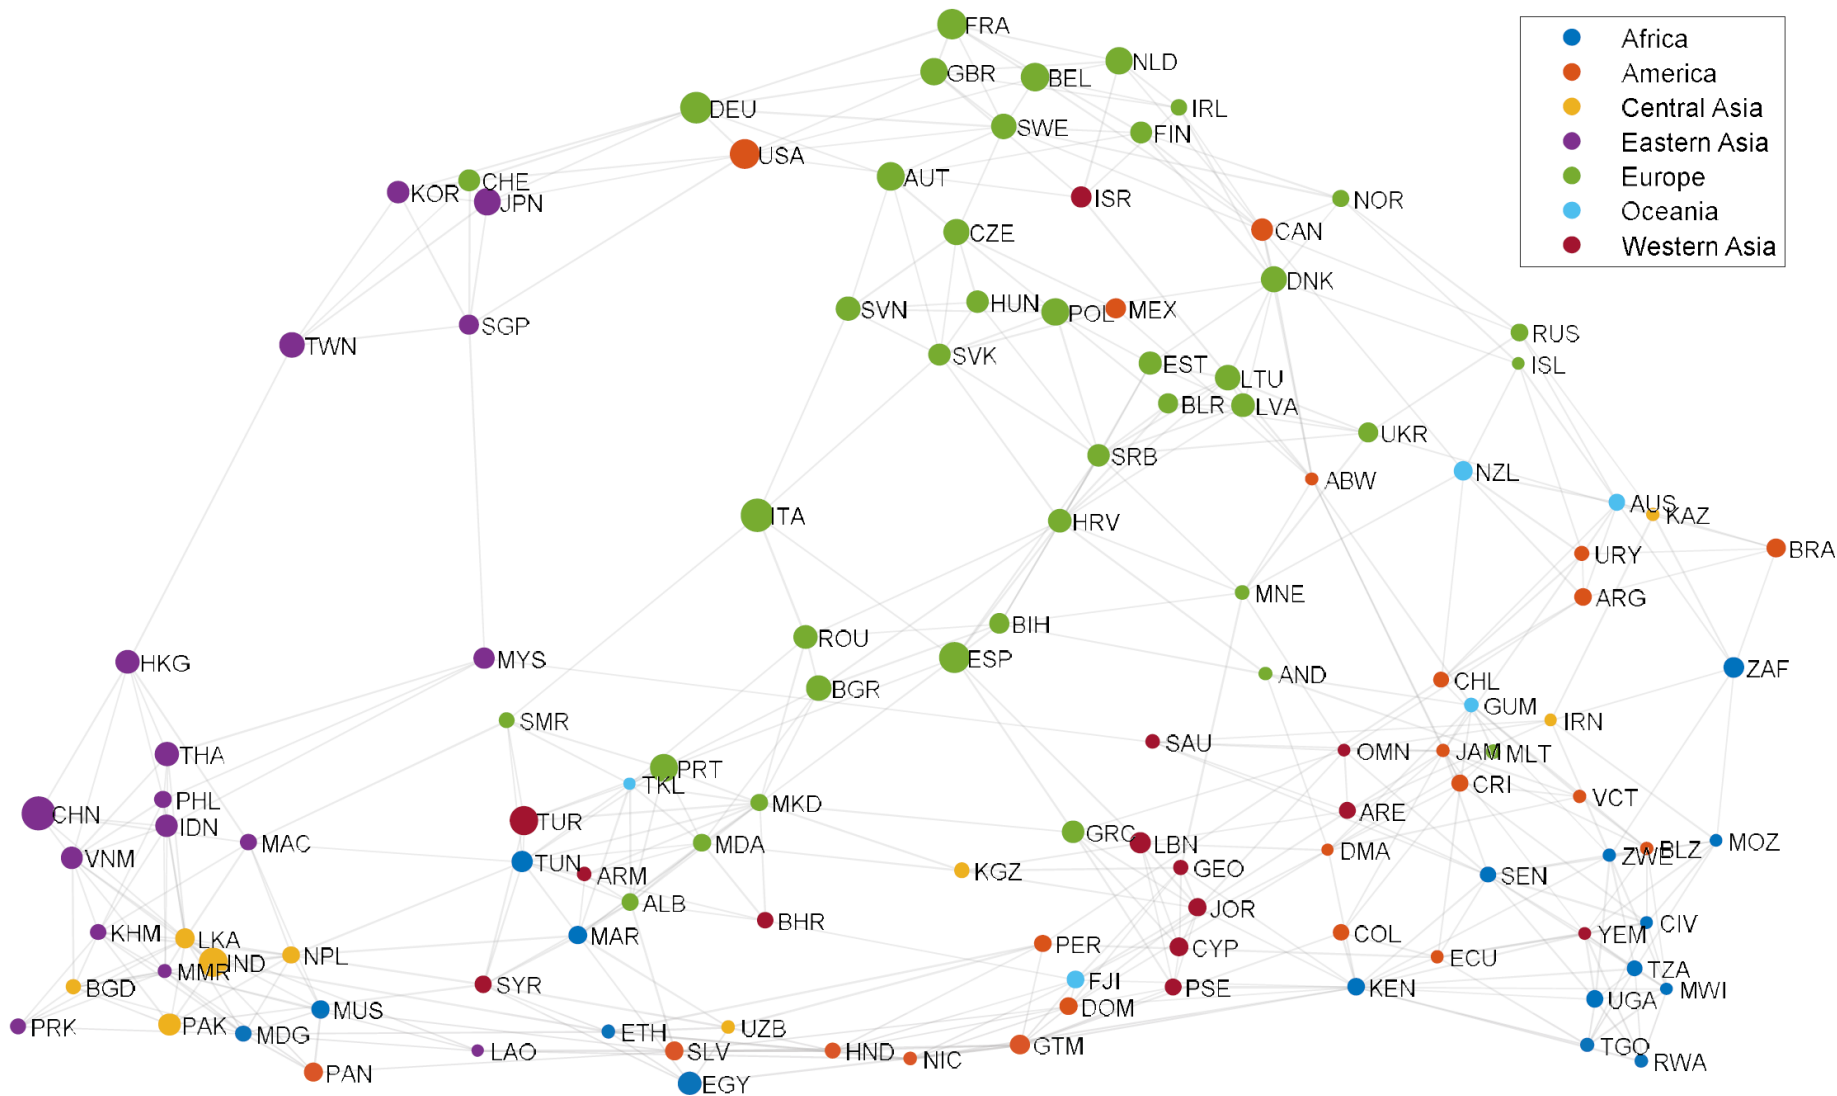 FRA
Africa
NLD
America
GBR
BEL
DEU
IRL
Central Asia
SWE
FIN
Eastern Asia
USA
AUT
Europe
KOR
CHE
JPN
ISR
NOR
Oceania
CZE
CAN
Western Asia
DNK
SVN
HUN
POL
MEX
TWN
SGP
SVK
RUS
EST
ISL
LTU
BLR
LVA
SRB
UKR
ABW
NZL
ITA
HRV
AUS
KAZ
URY
BRA
MNE
ARG
ROU
BIH
HKG
MYS
ESP
ZAF
BGR
AND
CHL
GUM
SMR
IRN
THA
PRT
SAU
OMN
JAM
MLT
TKL
CRI
PHL
MKD
VCT
CHN
IDN
TUR
GRC
ARE
MAC
MDA
LBN
DMA
ZWE
BLZ
MOZ
VNM
TUN
ARM
KGZ
GEO
SEN
ALB
JOR
KHM
LKA
MAR
BHR
PER
CYP
COL
CIV
YEM
IND
NPL
ECU
MMR
TZA
BGD
SYR
FJI
PSE
KEN
UGA
MWI
PRK
PAK
MDG
MUS
ETH
UZB
DOM
LAO
SLV
HND
NIC
GTM
TGO
RWA
PAN
EGY